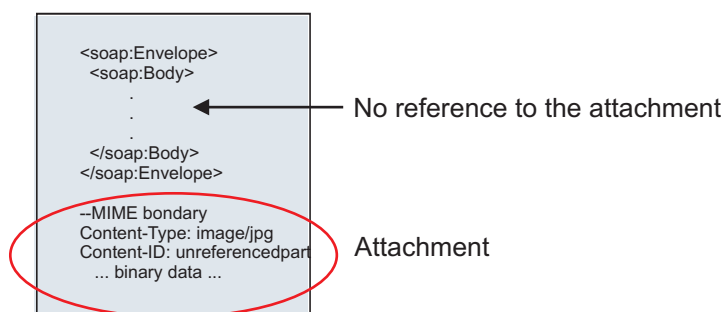 <soap:Envelope>
<soap:Body>
.
.
.
No reference to the attachment
</soap:Body>
</soap:Envelope>
--MIME bondary
Content-Type: image/jpg
Content-ID: unreferencedpart
... binary data ...
Attachment